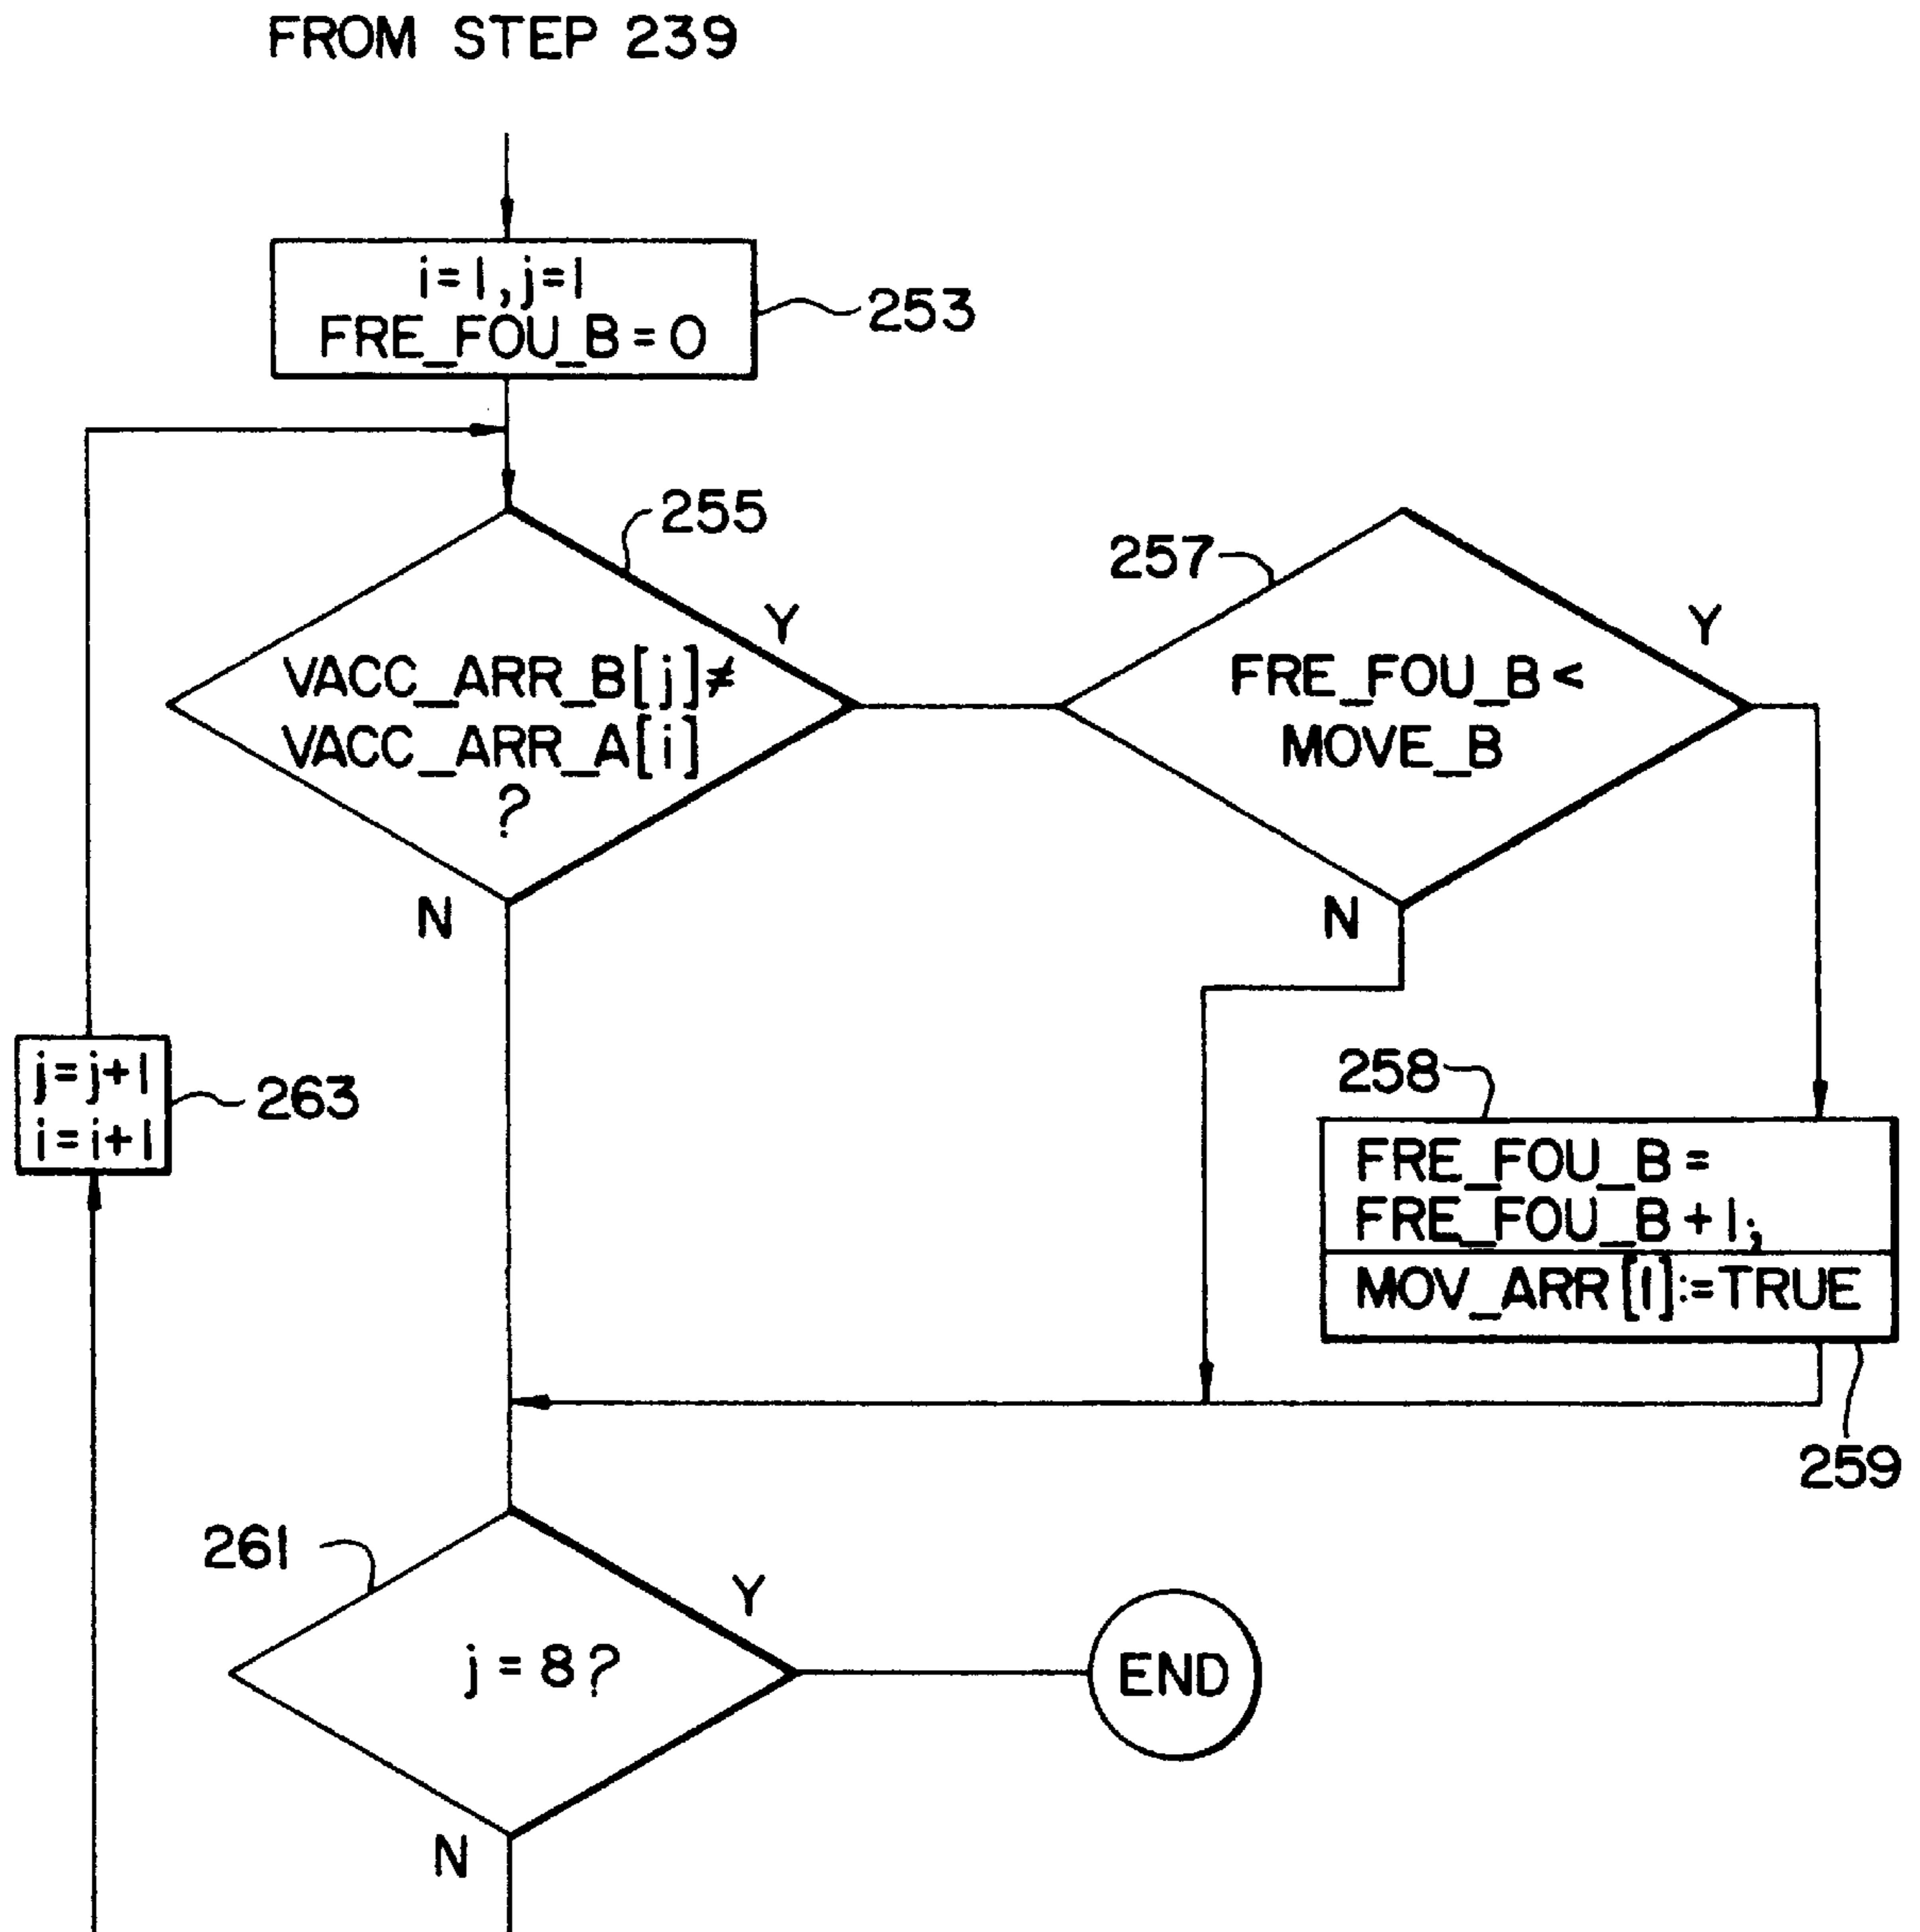 FROM STEP 239
i=1,j=1
FRE_FOU_B=0
253
255
257
Y
Y
VACC_ARR_B[j]≠
VACC_ARR_A[i]
?
FRE_FOU_B<
MOVE_B
N
N
j=j+1
i=i+1
263
258
FRE_FOU_B=
FRE_FOU_B+1;
MOV_ARR[1]:=TRUE
259
261
Y
j=8?
END
N